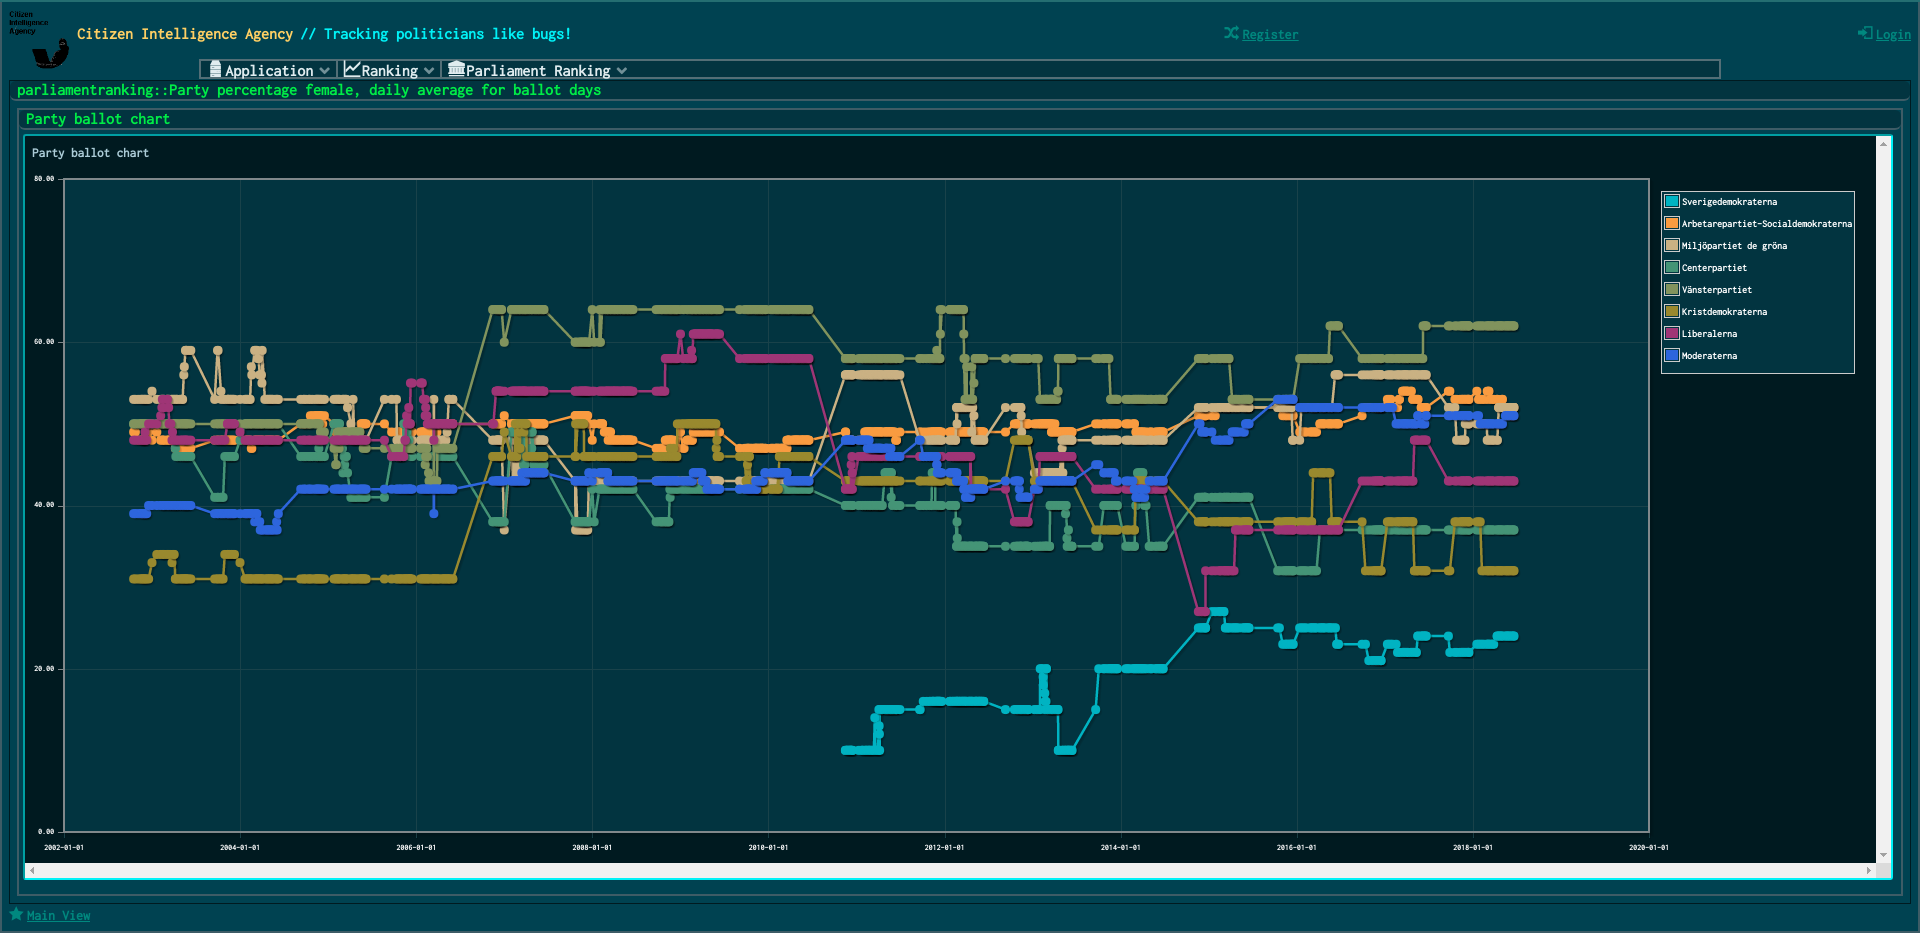 Citizen
Intelligence
Agency
Citizen Intelligence Agency // Tracking politicians like bugs!
Register
Login
Application
Ranking
Parliament Ranking
parliamentranking::Party percentage female, daily average for ballot days
Party ballot chart
Party ballot chart
80.00
60.00
40.00
20.00
0.00
2002-01-01
2004-01-01
2006-01-01
2008-01-01
2010-01-01
2012-01-01
2014-01-01
2016-01-01
2018-01-01
2020-01-01
Sverigedemokraterna
Arbetarepartiet-Socialdemokraterna
Miljöpartiet de gröna
Centerpartiet
Vänsterpartiet
Kristdemokraterna
Liberalerna
Moderaterna
Main View